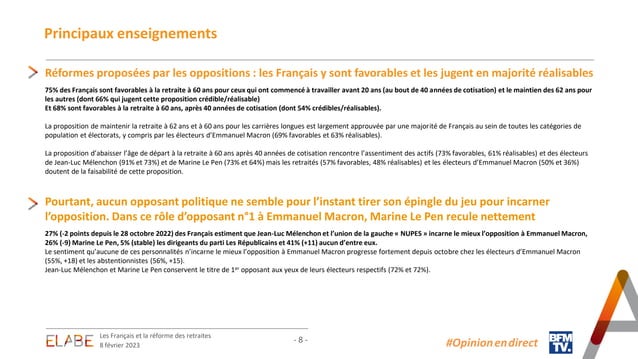 Principaux enseignements
Réformes proposées par les oppositions : les Français y sont favorables et les jugent en majorité réalisables
75% des Français sont favorables à la retraite à 60 ans pour ceux qui ont commencé à travailler avant 20 ans (au bout de 40 années de cotisation) et le maintien des 62 ans pour
les autres (dont 66% qui jugent cette proposition crédible/réalisable)
Et 68% sont favorables à la retraite à 60 ans, après 40 années de cotisation (dont 54% crédibles/réalisables).
La proposition de maintenir la retraite à 62 ans et à 60 ans pour les carrières longues est largement approuvée par une majorité de Français au sein de toutes les catégories de
population et électorats, y compris par les électeurs d'Emmanuel Macron (69% favorables et 63% réalisables).
La proposition d'abaisser l'âge de départ à la retraite à 60 ans après 40 années de cotisation rencontre l'assentiment des actifs (73% favorables, 61% réalisables) et des électeurs
de Jean-Luc Mélenchon (91% et 73%) et de Marine Le Pen (73% et 64%) mais les retraités (57% favorables, 48% réalisables) et les électeurs d'Emmanuel Macron (50% et 36%)
doutent de la faisabilité de cette proposition.
Pourtant, aucun opposant politique ne semble pour l'instant tirer son épingle du jeu pour incarner
l'opposition. Dans ce rôle d'opposant n°1 à Emmanuel Macron, Marine Le Pen recule nettement
27% (-2 points depuis le 28 octobre 2022) des Français estiment que Jean-Luc Mélenchon et l'union de la gauche « NUPES » incarne le mieux l'opposition à Emmanuel Macron,
26% (-9) Marine Le Pen, 5% (stable) les dirigeants du parti Les Républicains et 41% (+11) aucun d'entre eux.
Le sentiment qu'aucune de ces personnalités n'incarne le mieux l'opposition à Emmanuel Macron progresse fortement depuis octobre chez les électeurs d'Emmanuel Macron
(55%, +18) et les abstentionnistes (56%, +15).
Jean-Luc Mélenchon et Marine Le Pen conservent le titre de 1er opposant aux yeux de leurs électeurs respectifs (72% et 72%).
ELABE
Les Français et la réforme des retraites
8 février 2023
- 8 -
#Opinion en direct
BFM
TV.